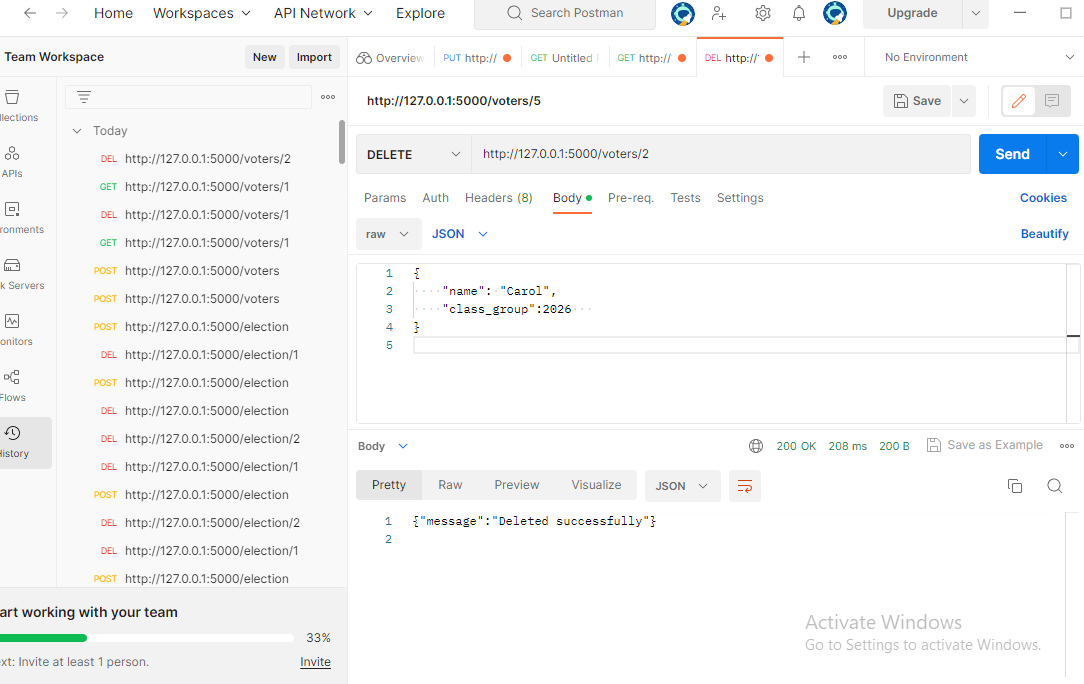 Home Workspaces API Network Explore Search Postman Upgrade
Team Workspace New Import
Overview PUT http:// GET Untitled GET http:// DEL http:// No Environment
http://127.0.0.1:5000/voters/5 Save
DELETE http://127.0.0.1:5000/voters/2 Send
Params Auth Headers (8) Body Pre-req. Tests Settings Cookies
raw JSON Beautify
1 {
2 "name": "Carol",
3 "class_group":2026
4 }
5
Body 200 OK 208 ms 200 B Save as Example
Pretty Raw Preview Visualize JSON
1 {"message":"Deleted successfully"}
2
llections
APIs
ronments
k Servers
onitors
Flows
History
Today
DEL http://127.0.0.1:5000/voters/2
GET http://127.0.0.1:5000/voters/1
DEL http://127.0.0.1:5000/voters/1
GET http://127.0.0.1:5000/voters/1
POST http://127.0.0.1:5000/voters
POST http://127.0.0.1:5000/voters
POST http://127.0.0.1:5000/election
DEL http://127.0.0.1:5000/election/1
POST http://127.0.0.1:5000/election
DEL http://127.0.0.1:5000/election
DEL http://127.0.0.1:5000/election/2
DEL http://127.0.0.1:5000/election/1
POST http://127.0.0.1:5000/election
DEL http://127.0.0.1:5000/election/2
DEL http://127.0.0.1:5000/election/1
POST http://127.0.0.1:5000/election
art working with your team
33%
xt: Invite at least 1 person. Invite
Activate Windows
Go to Settings to activate Windows.